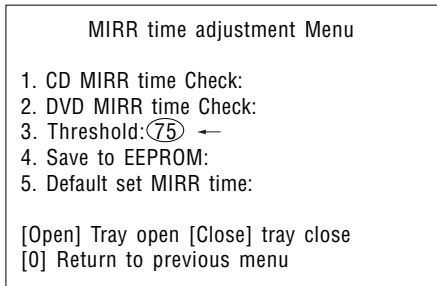 MIRR time adjustment Menu
1. CD MIRR time Check:
2. DVD MIRR time Check:
3. Threshold:75 ←
4. Save to EEPROM:
5. Default set MIRR time:
[Open] Tray open [Close] tray close
[0] Return to previous menu